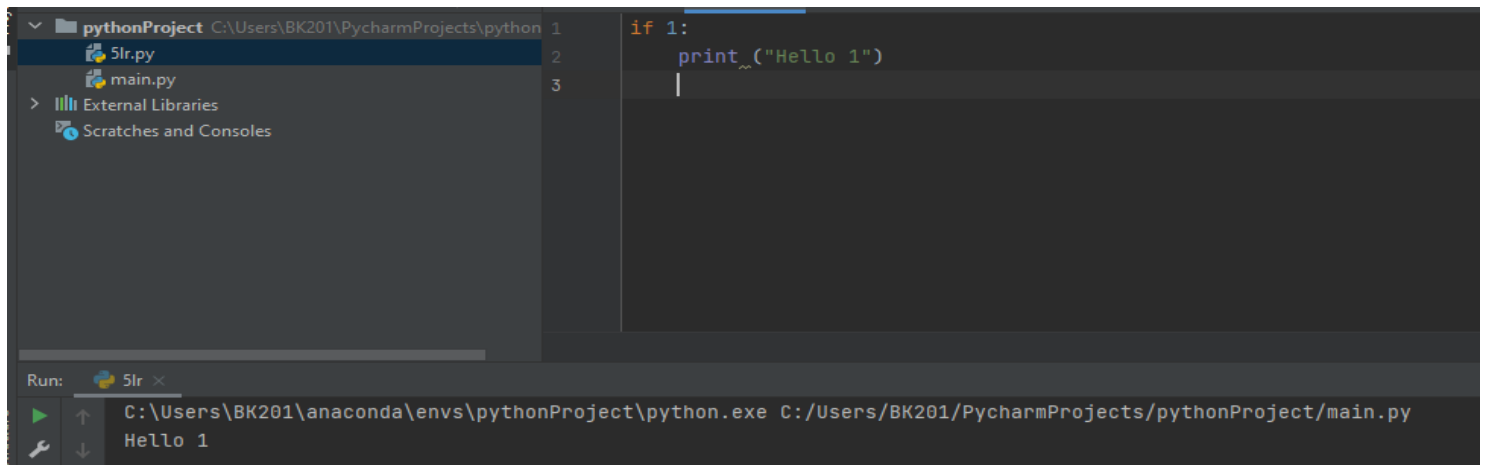 pythonProject C:\Users\BK201\PycharmProjects\python
5lr.py
main.py
External Libraries
Scratches and Consoles
1 if 1:
2 print ("Hello 1")
3
Run: 5lr
C:\Users\BK201\anaconda\envs\pythonProject\python.exe C:/Users/BK201/PycharmProjects/pythonProject/main.py
Hello 1